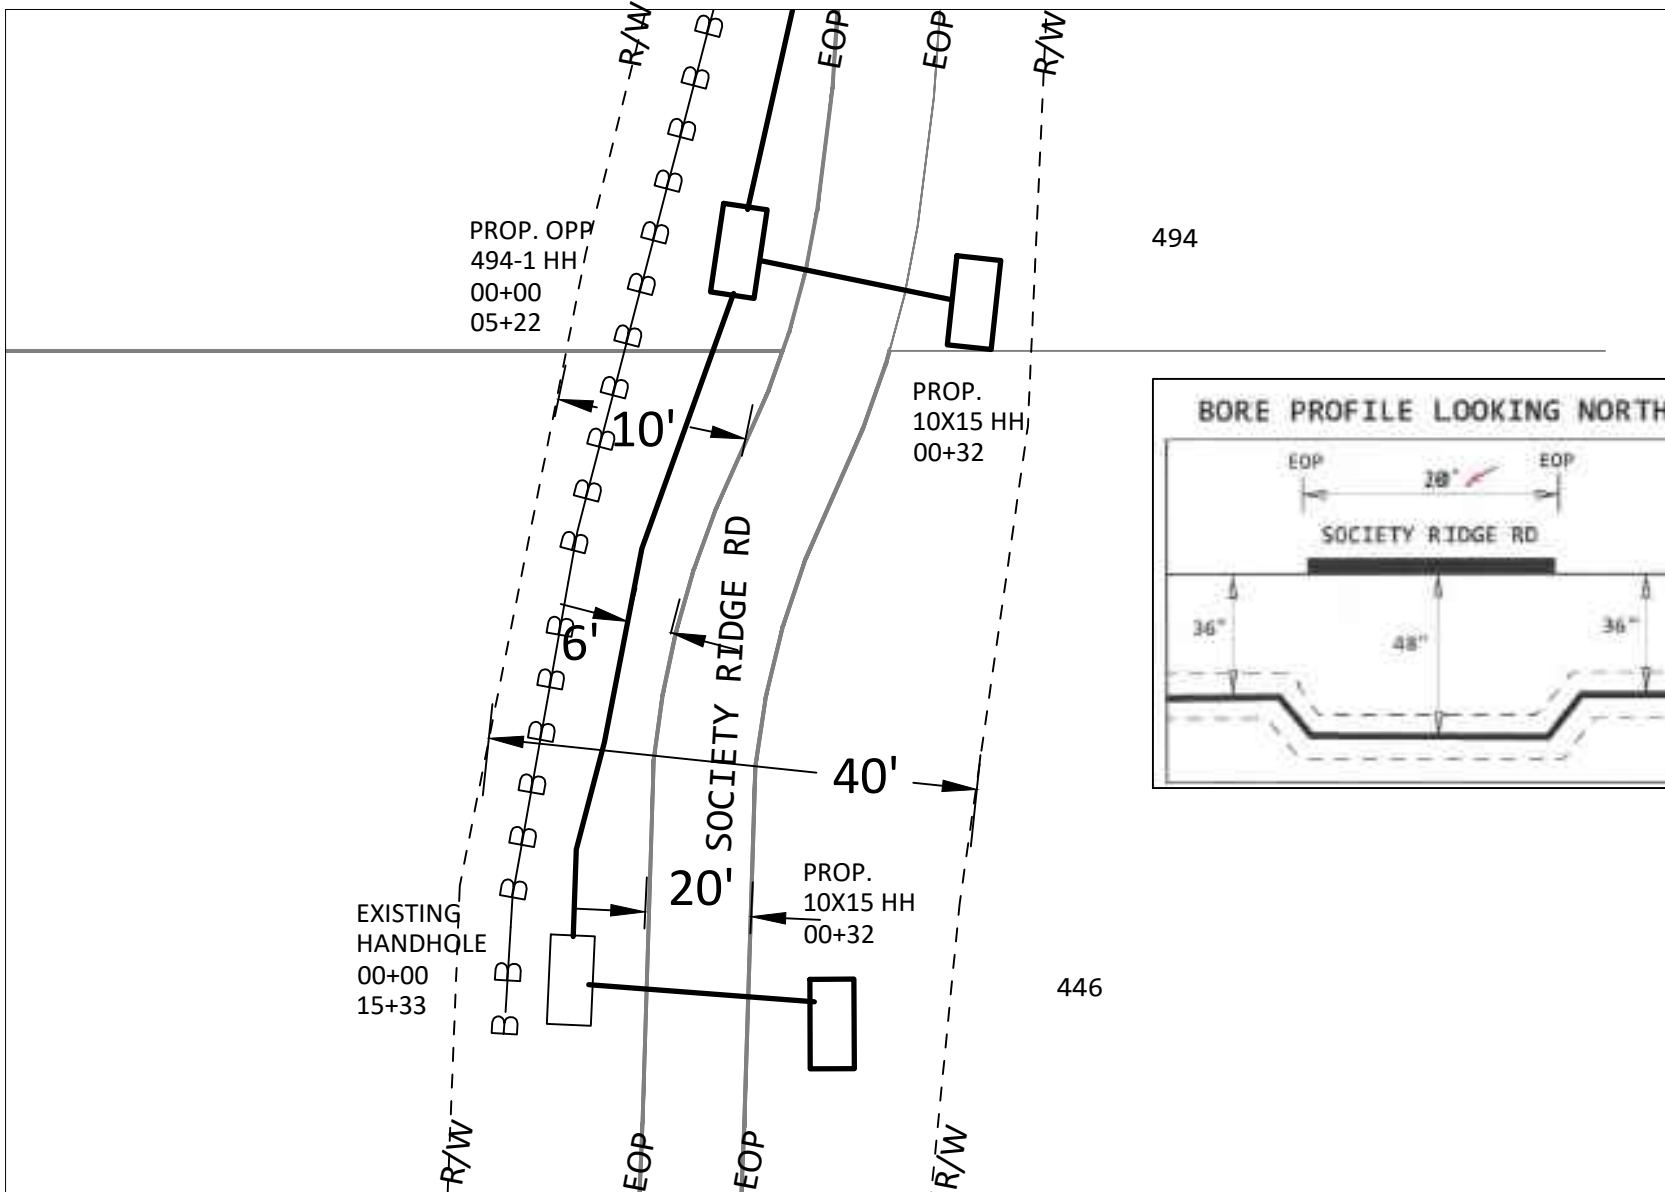 R/W
EOP
EOP
R/W
B B B B B B B B B B B B B B B B B B B B
PROP. OPP
494-1 HH
00+00
05+22
494
10'
PROP.
10X15 HH
00+32
BORE PROFILE LOOKING NORTH
EOP
EOP
20'
SOCIETY RIDGE RD
36"
48"
36"
6'
SOCIETY RIDGE RD
40'
20'
PROP.
10X15 HH
00+32
EXISTING
HANDHOLE
00+00
15+33
446
R/W
EOP
EOP
R/W